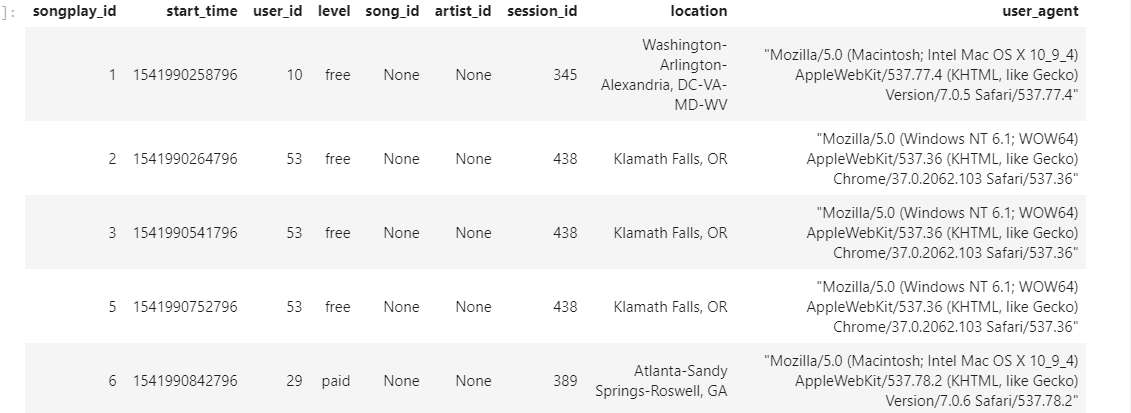 ]: songplay_id start_time user_id level song_id artist_id session_id location user_agent
Washington-
Arlington-
Alexandria, DC-VA-
MD-WV
1 1541990258796 10 free None None 345
"Mozilla/5.0 (Macintosh; Intel Mac OS X 10_9_4)
AppleWebKit/537.77.4 (KHTML, like Gecko)
Version/7.0.5 Safari/537.77.4"
2 1541990264796 53 free None None 438 Klamath Falls, OR
"Mozilla/5.0 (Windows NT 6.1; WOW64)
AppleWebKit/537.36 (KHTML, like Gecko)
Chrome/37.0.2062.103 Safari/537.36"
3 1541990541796 53 free None None 438 Klamath Falls, OR
"Mozilla/5.0 (Windows NT 6.1; WOW64)
AppleWebKit/537.36 (KHTML, like Gecko)
Chrome/37.0.2062.103 Safari/537.36"
5 1541990752796 53 free None None 438 Klamath Falls, OR
"Mozilla/5.0 (Windows NT 6.1; WOW64)
AppleWebKit/537.36 (KHTML, like Gecko)
Chrome/37.0.2062.103 Safari/537.36"
6 1541990842796 29 paid None None 389
Atlanta-Sandy
Springs-Roswell, GA
"Mozilla/5.0 (Macintosh; Intel Mac OS X 10_9_4)
AppleWebKit/537.78.2 (KHTML, like Gecko)
Version/7.0.6 Safari/537.78.2"